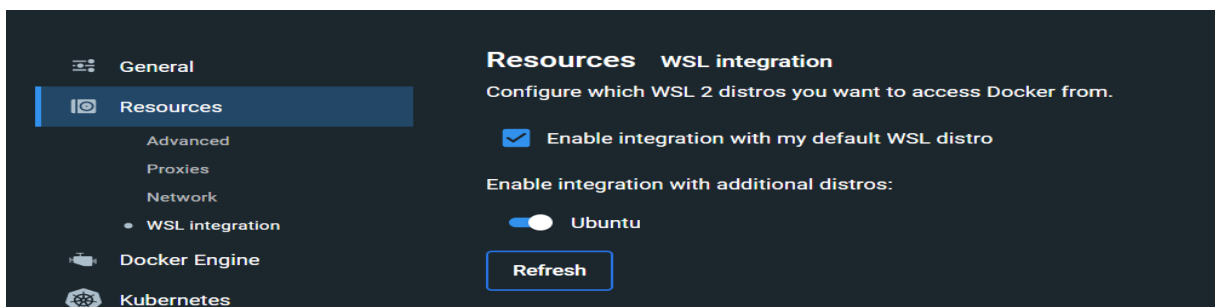 General
Resources
Advanced
Proxies
Network
WSL integration
Docker Engine
Kubernetes
Resources WSL integration
Configure which WSL 2 distros you want to access Docker from.
Enable integration with my default WSL distro
Enable integration with additional distros:
Ubuntu
Refresh